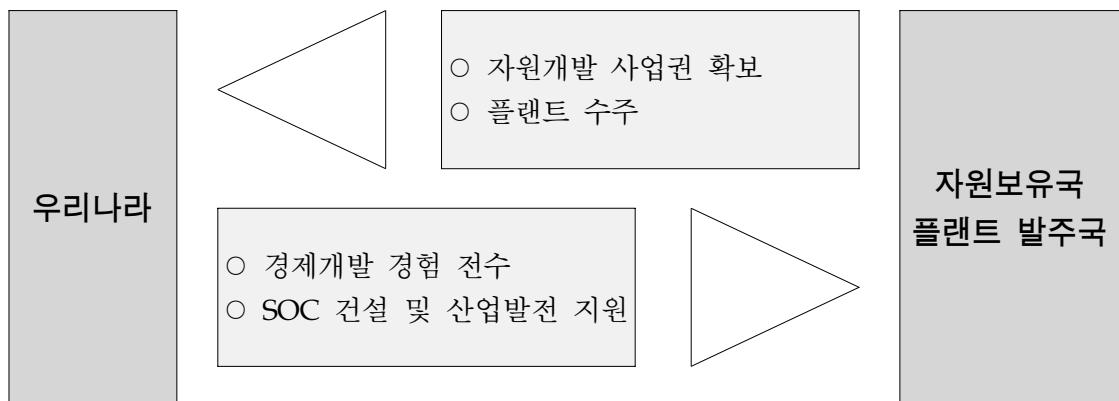 우리나라
○ 자원개발 사업권 확보
○ 플랜트 수주
○ 경제개발 경험 전수
○ SOC 건설 및 산업발전 지원
자원보유국
플랜트 발주국